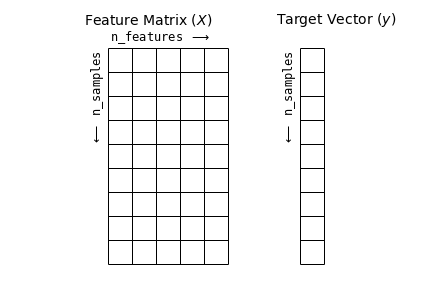 Feature Matrix (X)
n_features ⟶
⟵ n_samples
Target Vector (y)
⟵ n_samples